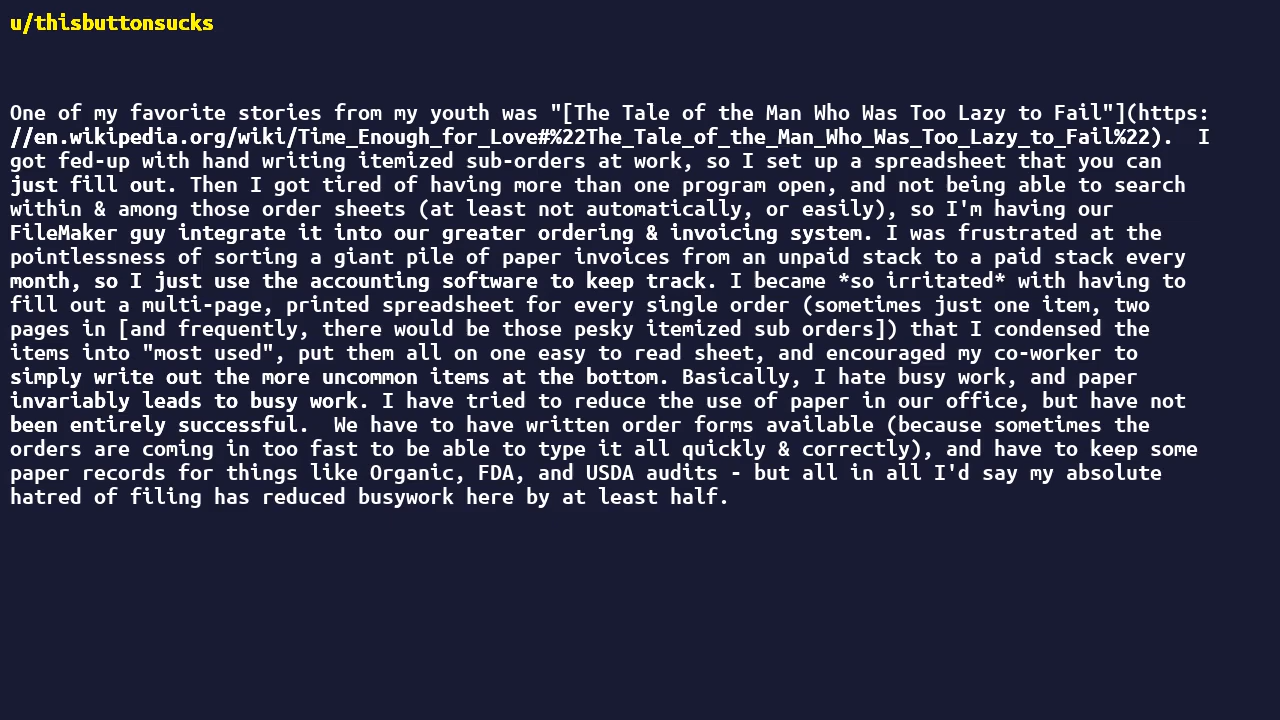 u/thisbuttonsucks
One of my favorite stories from my youth was "[The Tale of the Man Who Was Too Lazy to Fail"](https:
//en.wikipedia.org/wiki/Time_Enough_for_Love#%22The_Tale_of_the_Man_Who_Was_Too_Lazy_to_Fail%22).  I
got fed-up with hand writing itemized sub-orders at work, so I set up a spreadsheet that you can
just fill out. Then I got tired of having more than one program open, and not being able to search
within & among those order sheets (at least not automatically, or easily), so I'm having our
FileMaker guy integrate it into our greater ordering & invoicing system. I was frustrated at the
pointlessness of sorting a giant pile of paper invoices from an unpaid stack to a paid stack every
month, so I just use the accounting software to keep track. I became *so irritated* with having to
fill out a multi-page, printed spreadsheet for every single order (sometimes just one item, two
pages in [and frequently, there would be those pesky itemized sub orders]) that I condensed the
items into "most used", put them all on one easy to read sheet, and encouraged my co-worker to
simply write out the more uncommon items at the bottom. Basically, I hate busy work, and paper
invariably leads to busy work. I have tried to reduce the use of paper in our office, but have not
been entirely successful.  We have to have written order forms available (because sometimes the
orders are coming in too fast to be able to type it all quickly & correctly), and have to keep some
paper records for things like Organic, FDA, and USDA audits - but all in all I'd say my absolute
hatred of filing has reduced busywork here by at least half.